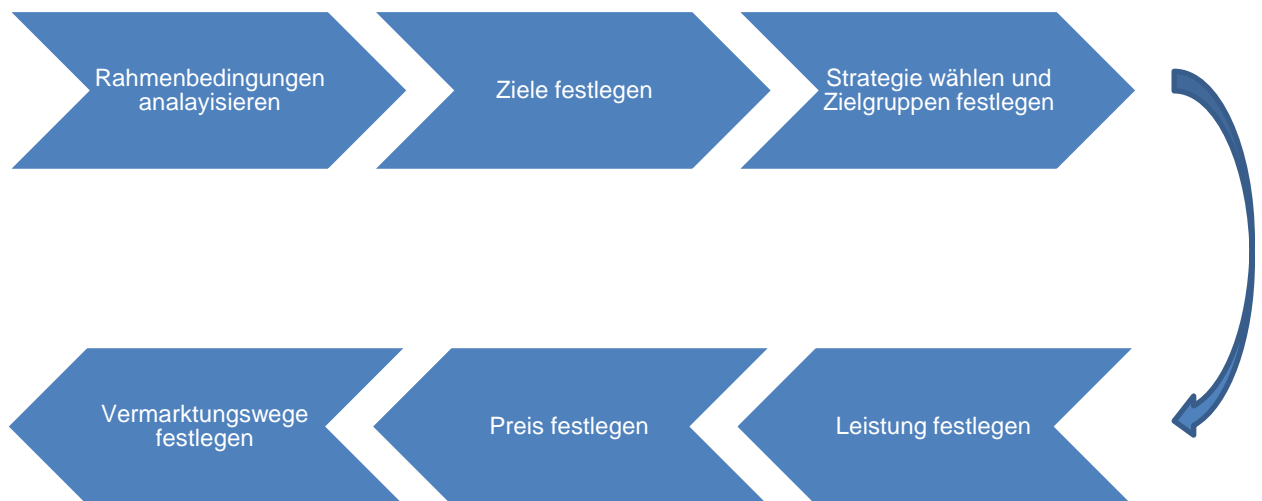 Rahmenbedingungen
analayisieren
Ziele festlegen
Strategie wählen und
Zielgruppen festlegen
Leistung festlegen
Preis festlegen
Vermarktungswege
festlegen